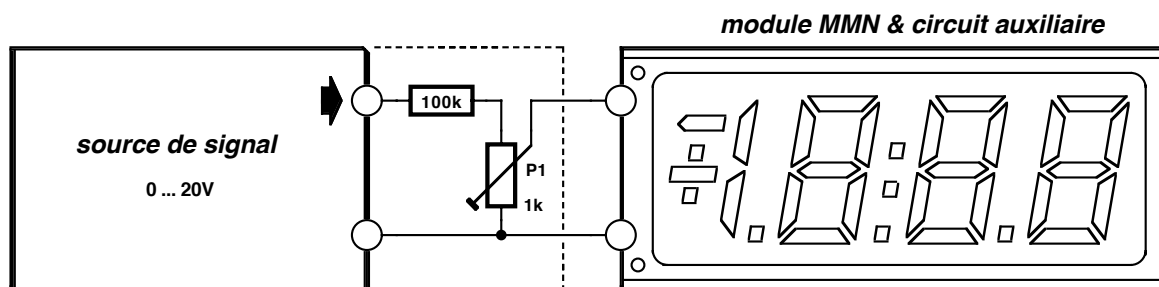 module MMN & circuit auxiliaire
100k
source de signal
P1
0 ... 20V
1k